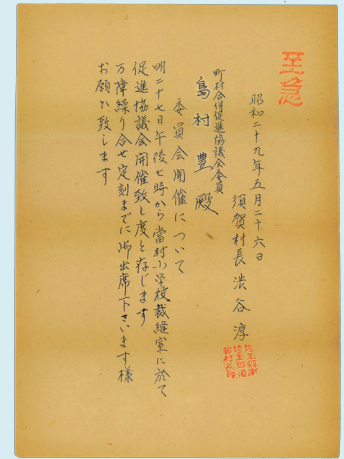 至急
昭和二十九年五月二十六日
須賀村長 渋谷 淳
町村合併促進協議会委員
島村 豊 殿
委員会開催について
明二十七日午後七時から當村小学校裁縫室に於て
促進協議会開催致し度と存じます
万障繰り合せ定刻までに御出席下さいます様
お願い致します